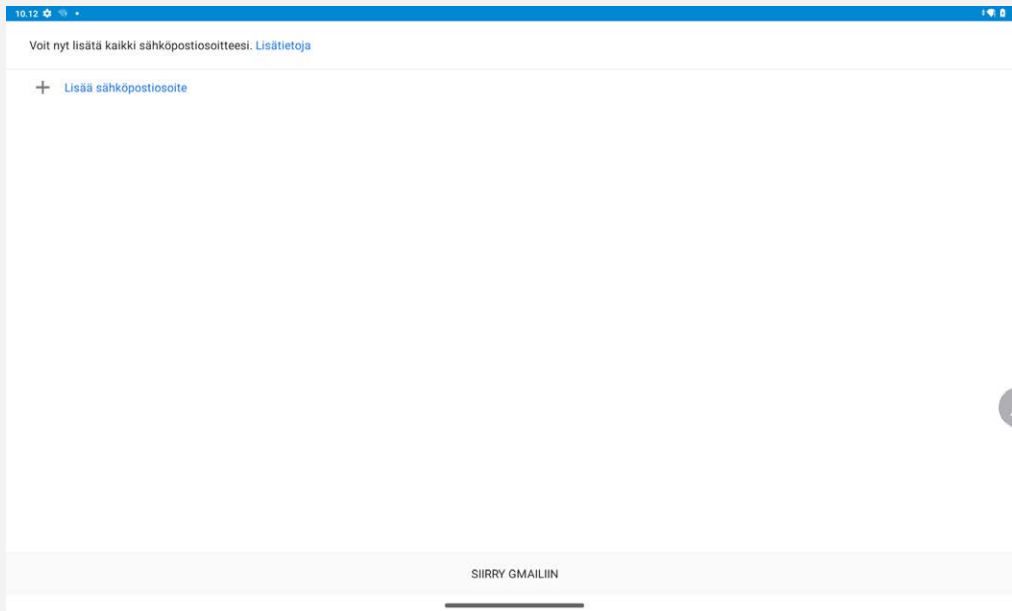 10.12
Voit nyt lisätä kaikki sähköpostiosoitteesi. Lisätietoja
Lisää sähköpostiosoite
SIIRRY GMAILIIN